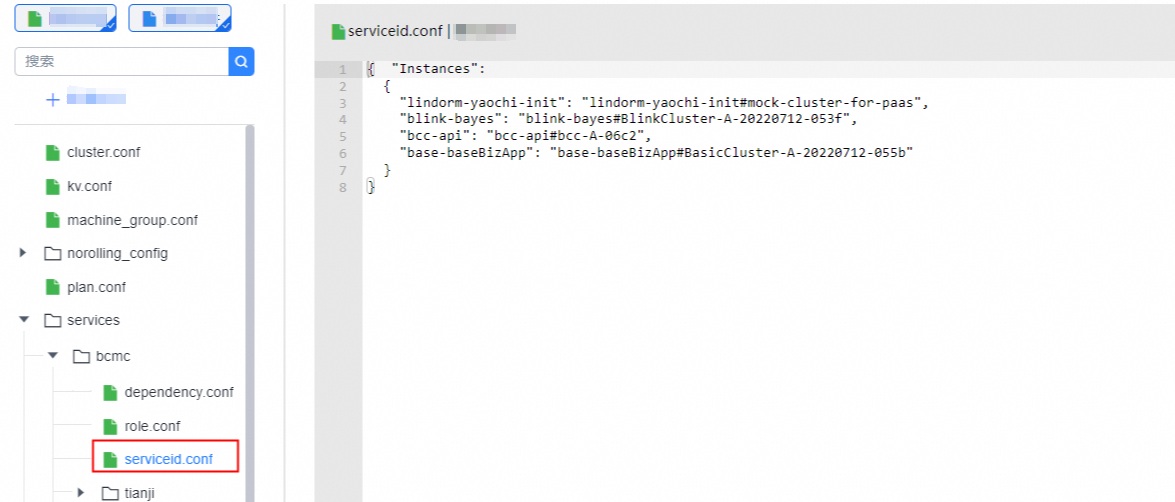 搜索
cluster.conf
kv.conf
machine_group.conf
norolling_config
plan.conf
services
bcmc
dependency.conf
role.conf
serviceid.conf
tianji
serviceid.conf |
1 { "Instances":
2 {
3 "lindorm-yaochi-init": "lindorm-yaochi-init#mock-cluster-for-paas",
4 "blink-bayes": "blink-bayes#BlinkCluster-A-20220712-053f",
5 "bcc-api": "bcc-api#bcc-A-06c2",
6 "base-baseBizApp": "base-baseBizApp#BasicCluster-A-20220712-055b"
7 }
8 }